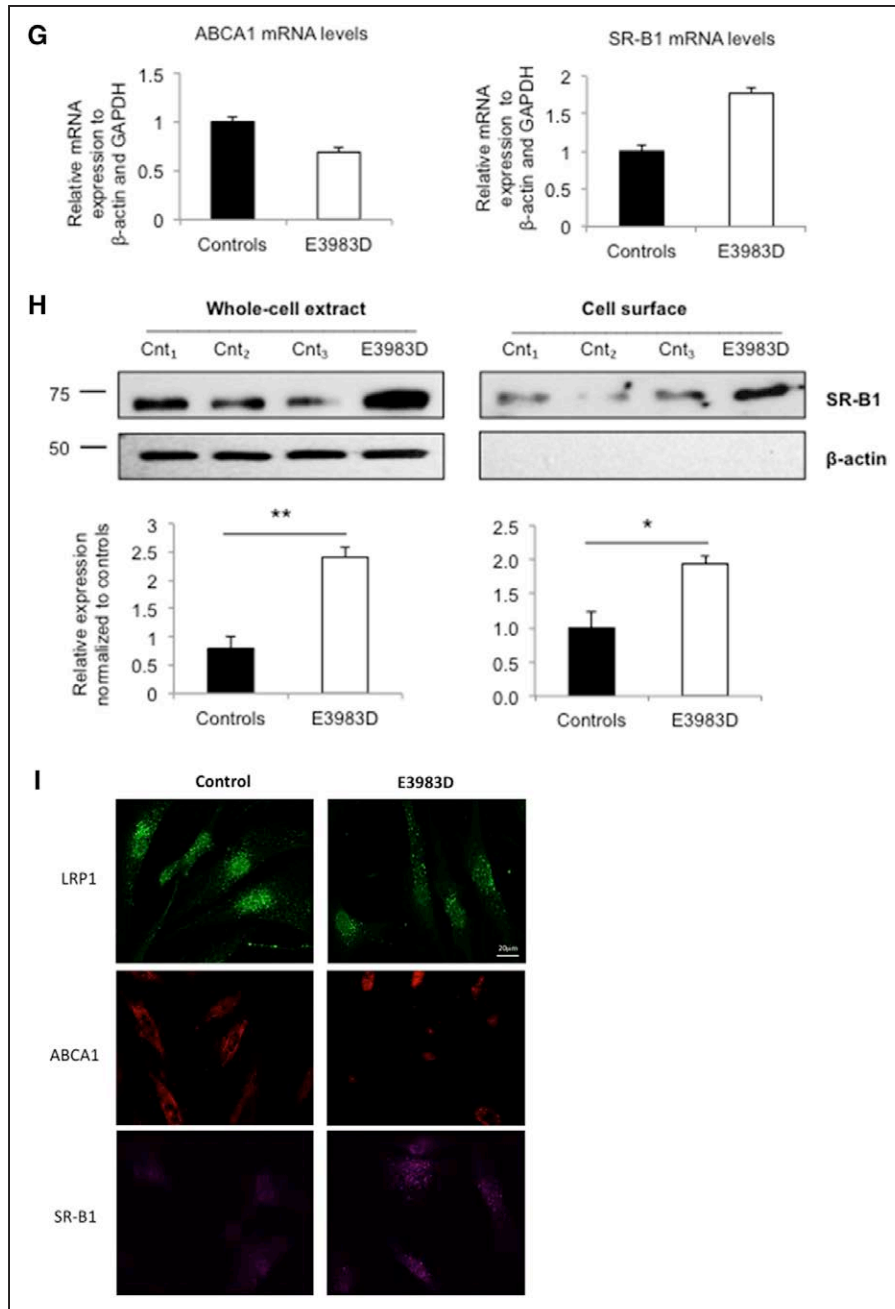 G
ABCA1 mRNA levels
Relative mRNA
expression to
β-actin and GAPDH
1.5
1
0.5
0
Controls
E3983D
SR-B1 mRNA levels
Relative mRNA
expression to
β-actin and GAPDH
2
1.5
1
0.5
0
Controls
E3983D
H
Whole-cell extract
Cnt₁ Cnt₂ Cnt₃ E3983D
Cell surface
Cnt₁ Cnt₂ Cnt₃ E3983D
75
SR-B1
50
β-actin
Relative expression
normalized to controls
3
2.5
2
1.5
1
0.5
0
**
Controls
E3983D
2.5
2.0
1.5
1.0
0.5
0.0
*
Controls
E3983D
I
Control
E3983D
LRP1
20μm
ABCA1
SR-B1